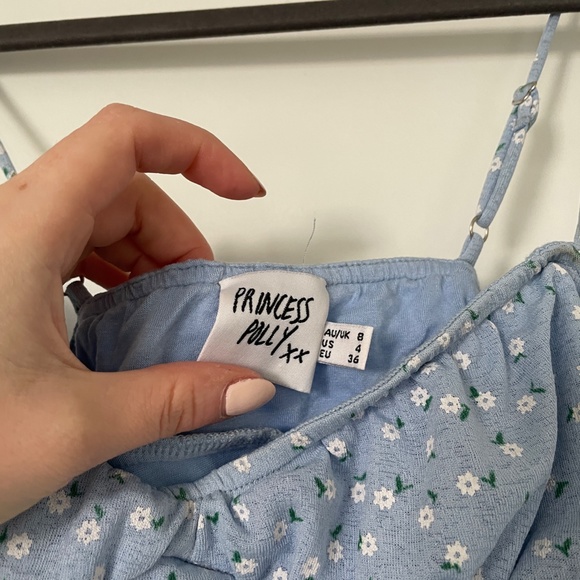 PRINCESS
POLLY
xx
AU/UK 8
US 4
EU 36